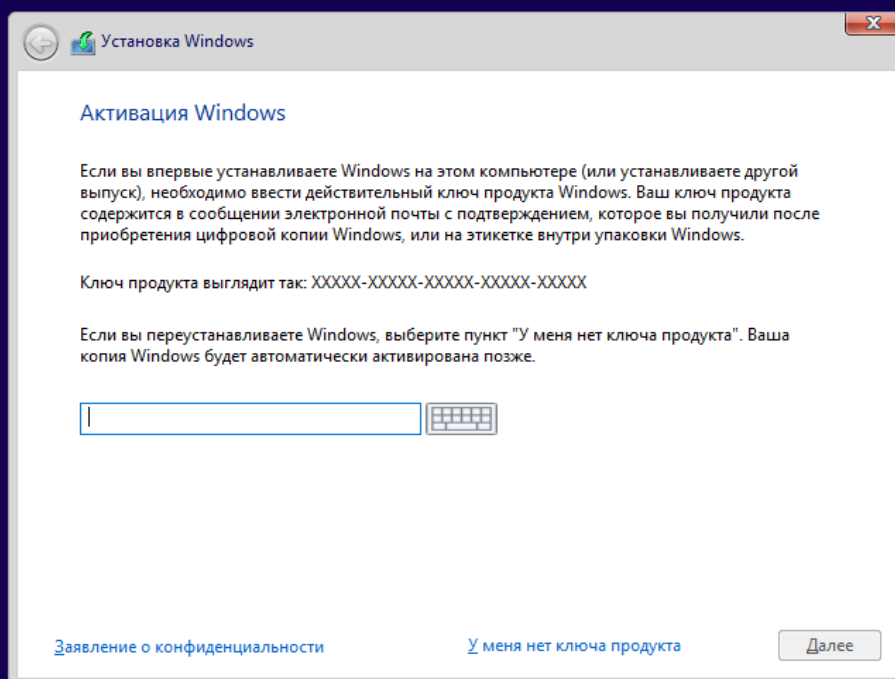 Установка Windows
Активация Windows
Если вы впервые устанавливаете Windows на этом компьютере (или устанавливаете другой
выпуск), необходимо ввести действительный ключ продукта Windows. Ваш ключ продукта
содержится в сообщении электронной почты с подтверждением, которое вы получили после
приобретения цифровой копии Windows, или на этикетке внутри упаковки Windows.
Ключ продукта выглядит так: XXXXX-XXXXX-XXXXX-XXXXX-XXXXX
Если вы переустанавливаете Windows, выберите пункт "У меня нет ключа продукта". Ваша
копия Windows будет автоматически активирована позже.
Заявление о конфиденциальности
У меня нет ключа продукта
Далее